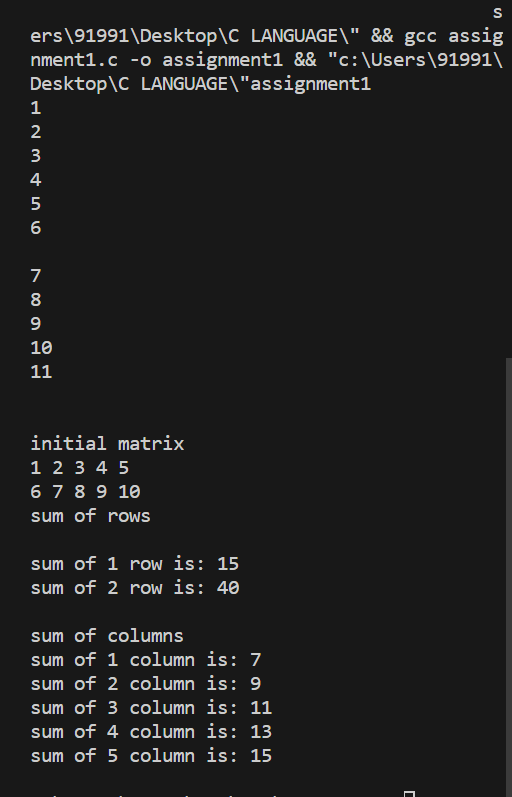 s
ers\91991\Desktop\C LANGUAGE\" && gcc assig
nment1.c -o assignment1 && "c:\Users\91991\
Desktop\C LANGUAGE\"assignment1
1
2
3
4
5
6
7
8
9
10
11
initial matrix
1 2 3 4 5
6 7 8 9 10
sum of rows
sum of 1 row is: 15
sum of 2 row is: 40
sum of columns
sum of 1 column is: 7
sum of 2 column is: 9
sum of 3 column is: 11
sum of 4 column is: 13
sum of 5 column is: 15